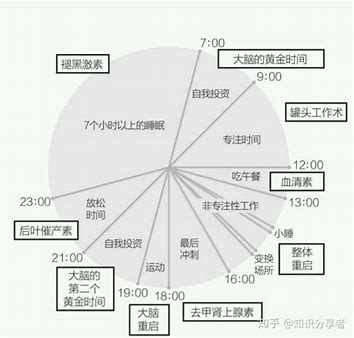 7:00
大脑的黄金时间
褪黑激素
9:00
自我投资
罐头工作术
7个小时以上的睡眠
专注时间
12:00
吃午餐
血清素
23:00
13:00
放松
时间
非专注性工作
后叶催产素
小睡
自我投资
最后
冲刺
变换
场所
整体
重启
21:00
运动
16:00
大脑的
第二个
黄金时间
19:00
18:00
大脑
重启
去甲肾上腺素
知乎 @知识分享者